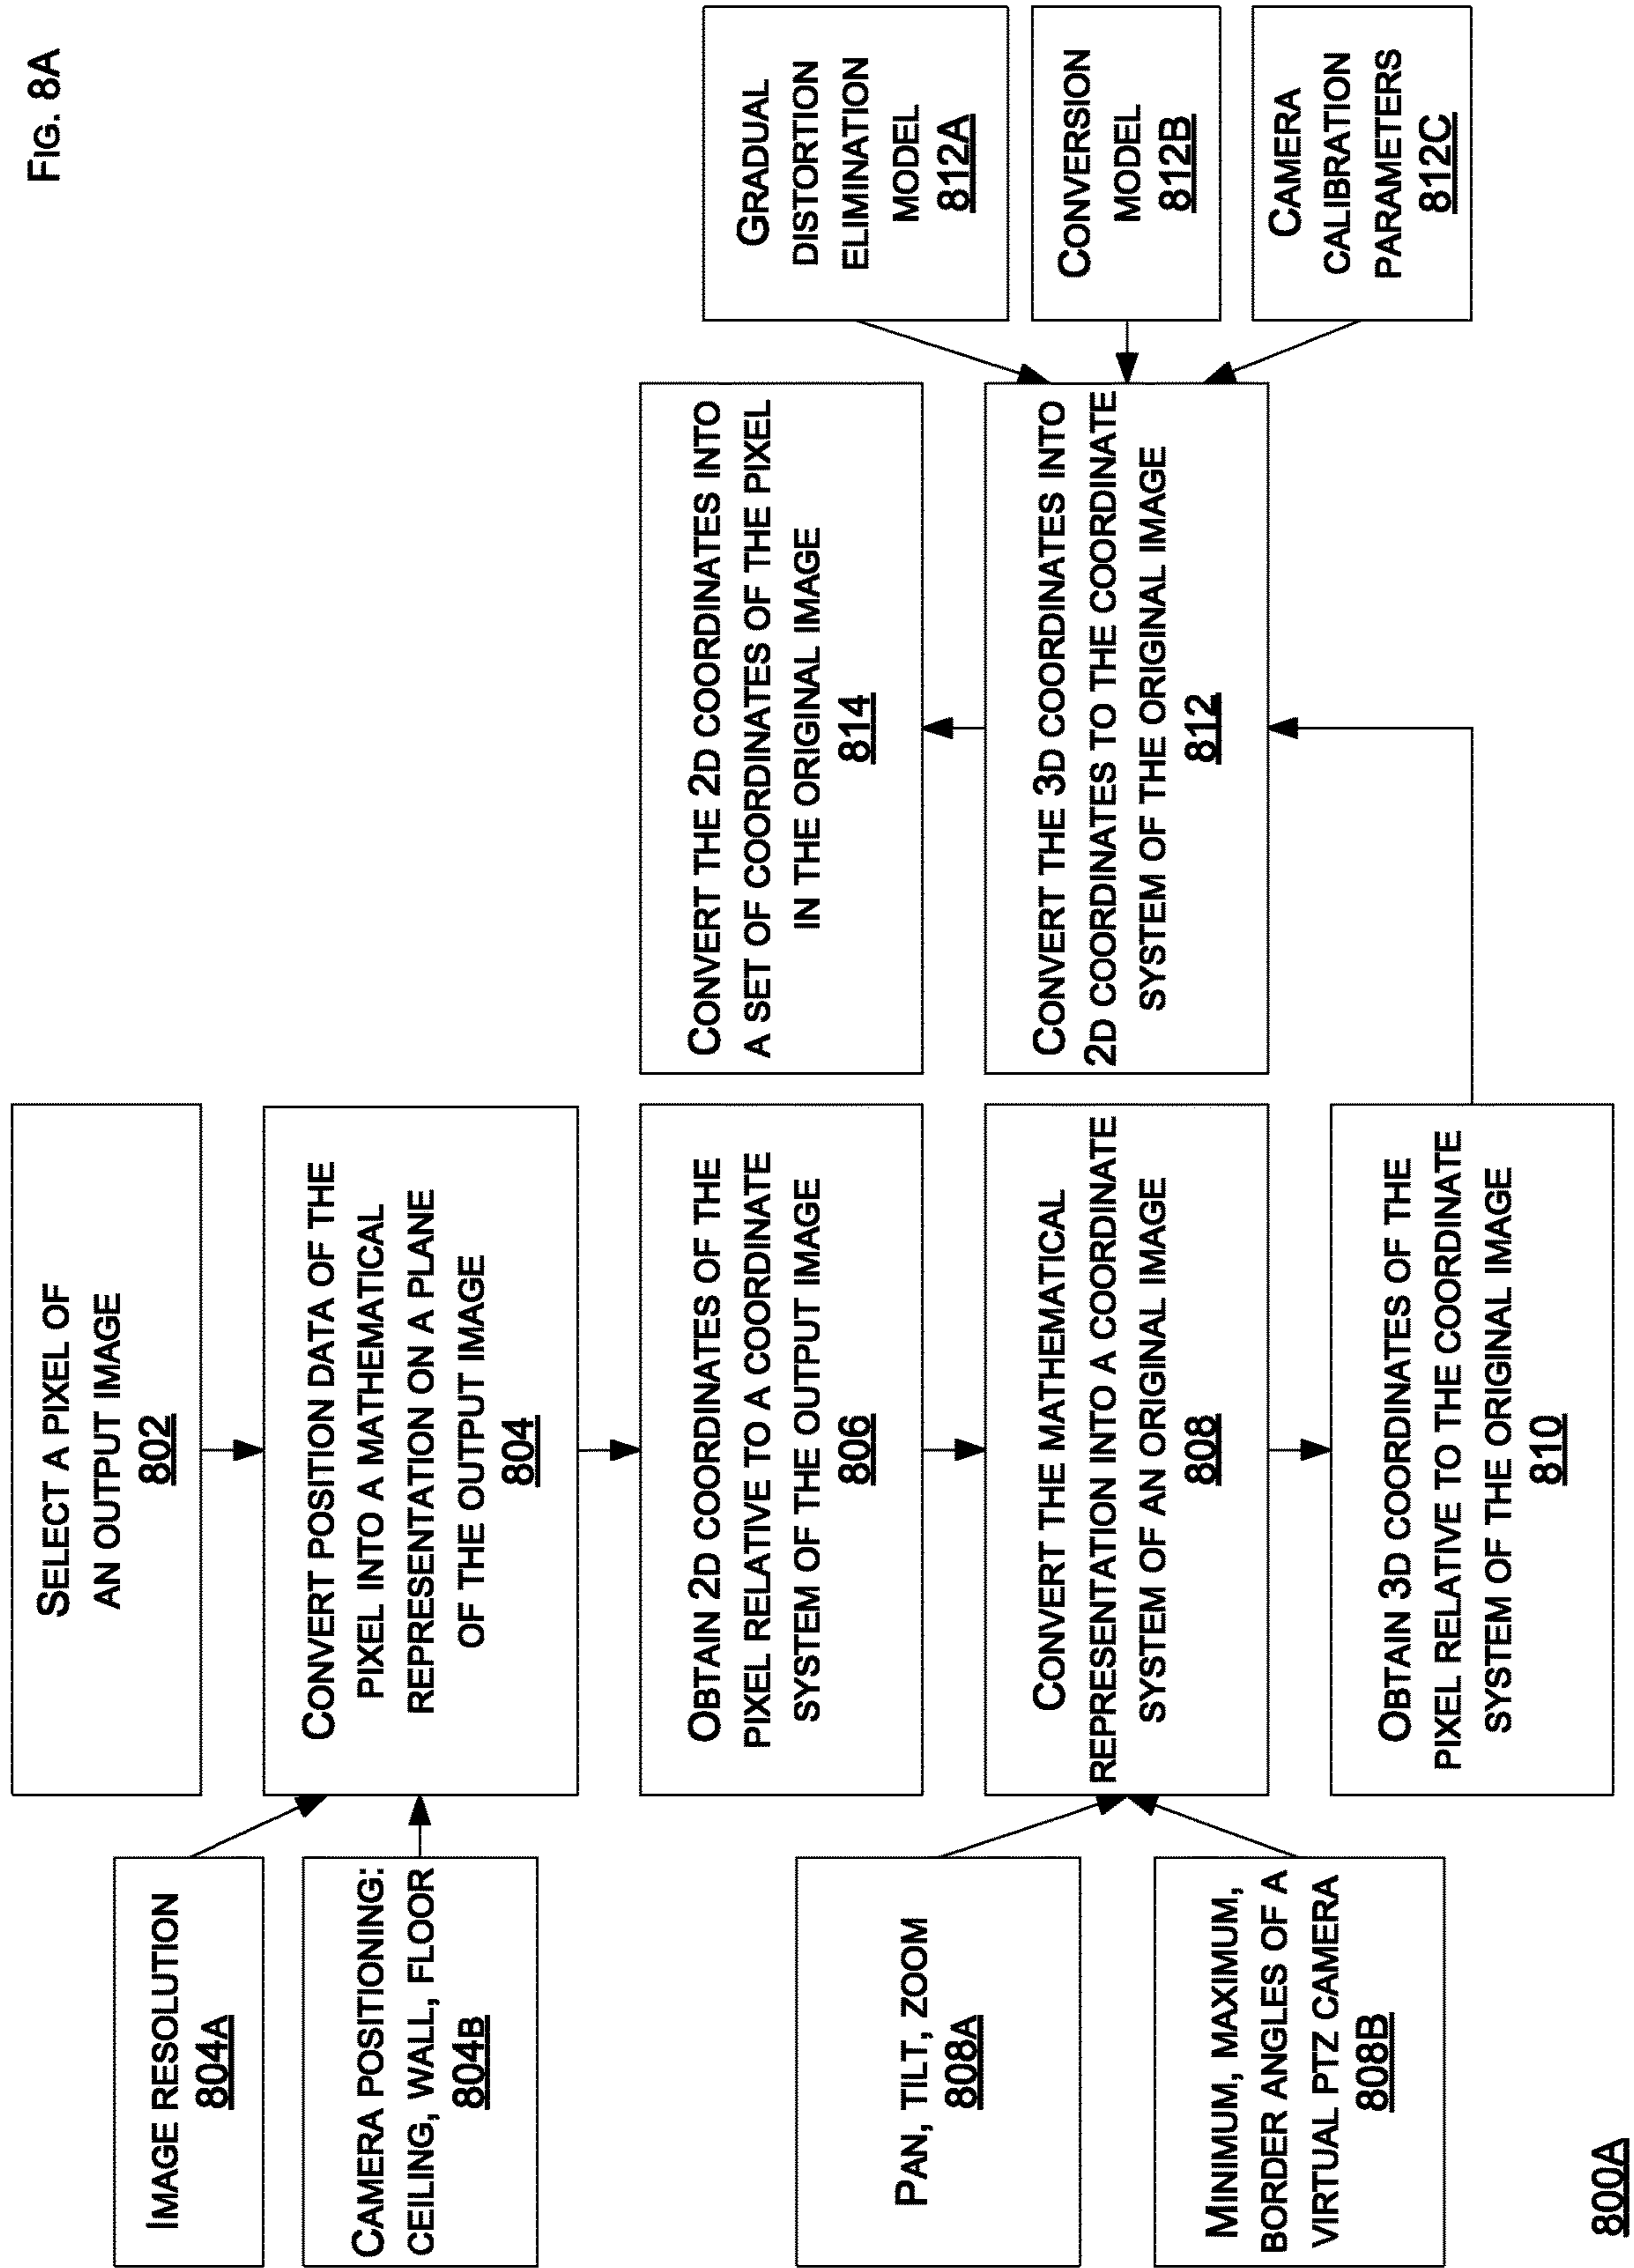 FIG. 8A
SELECT A PIXEL OF
AN OUTPUT IMAGE
802
IMAGE RESOLUTION
804A
CAMERA POSITIONING:
CEILING, WALL, FLOOR
804B
CONVERT POSITION DATA OF THE
PIXEL INTO A MATHEMATICAL
REPRESENTATION ON A PLANE
OF THE OUTPUT IMAGE
804
OBTAIN 2D COORDINATES OF THE
PIXEL RELATIVE TO A COORDINATE
SYSTEM OF THE OUTPUT IMAGE
806
PAN, TILT, ZOOM
808A
MINIMUM, MAXIMUM,
BORDER ANGLES OF A
VIRTUAL PTZ CAMERA
808B
CONVERT THE MATHEMATICAL
REPRESENTATION INTO A COORDINATE
SYSTEM OF AN ORIGINAL IMAGE
808
OBTAIN 3D COORDINATES OF THE
PIXEL RELATIVE TO THE COORDINATE
SYSTEM OF THE ORIGINAL IMAGE
810
CONVERT THE 2D COORDINATES INTO
A SET OF COORDINATES OF THE PIXEL
IN THE ORIGINAL IMAGE
814
CONVERT THE 3D COORDINATES INTO
2D COORDINATES TO THE COORDINATE
SYSTEM OF THE ORIGINAL IMAGE
812
GRADUAL
DISTORTION
ELIMINATION
MODEL
812A
CONVERSION
MODEL
812B
CAMERA
CALIBRATION
PARAMETERS
812C
800A